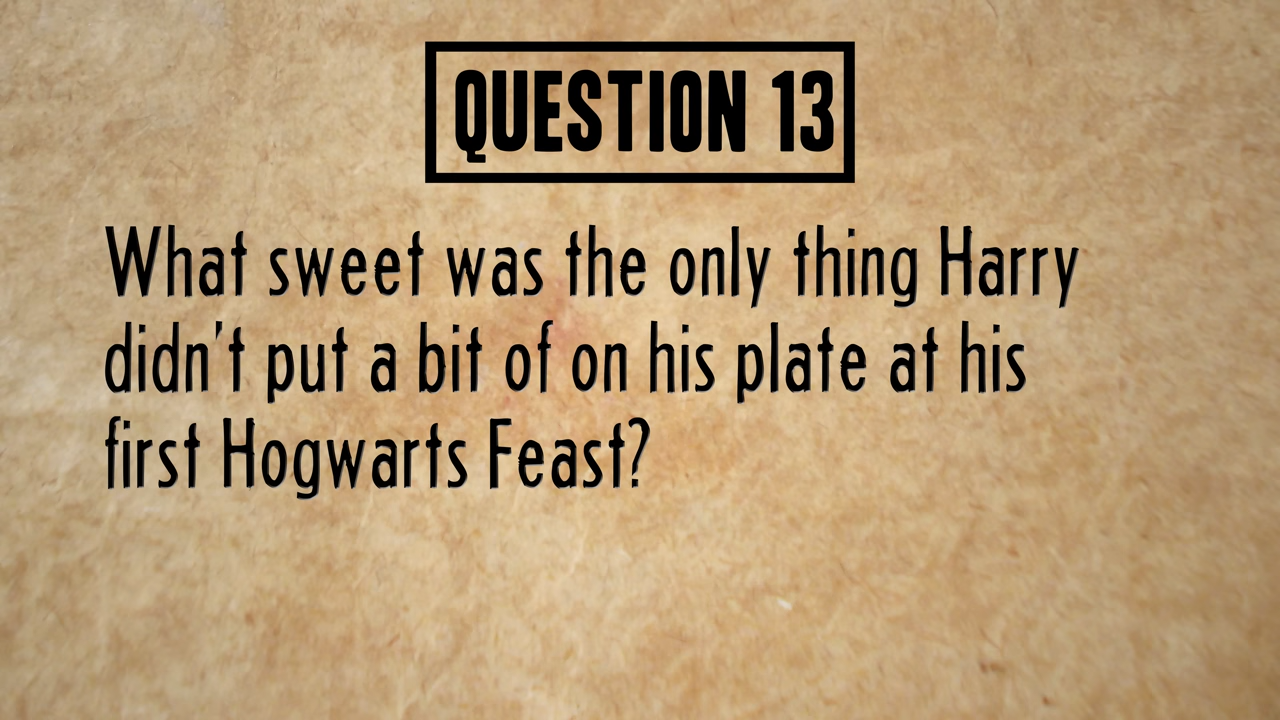 QUESTION 13
What sweet was the only thing Harry
didn't put a bit of on his plate at his
first Hogwarts Feast?